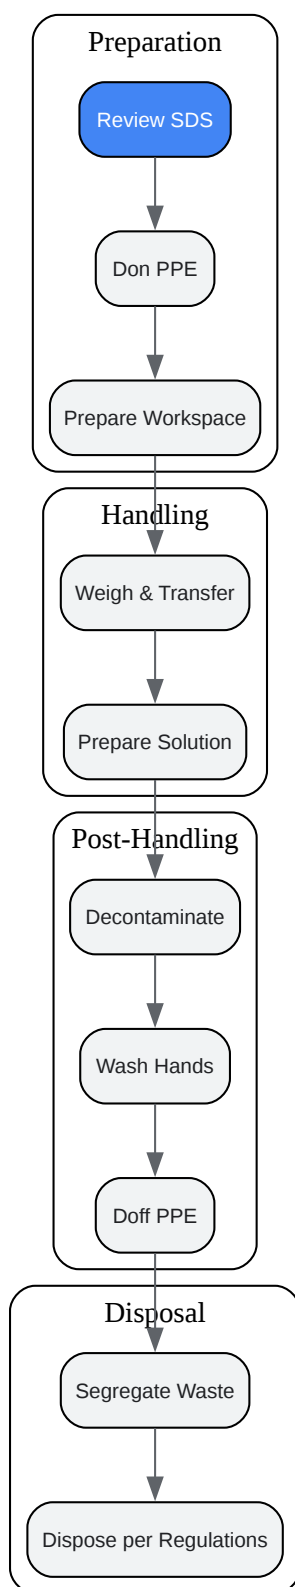 Preparation
Review SDS
Don PPE
Prepare Workspace
Handling
Weigh & Transfer
Prepare Solution
Post-Handling
Decontaminate
Wash Hands
Doff PPE
Disposal
Segregate Waste
Dispose per Regulations